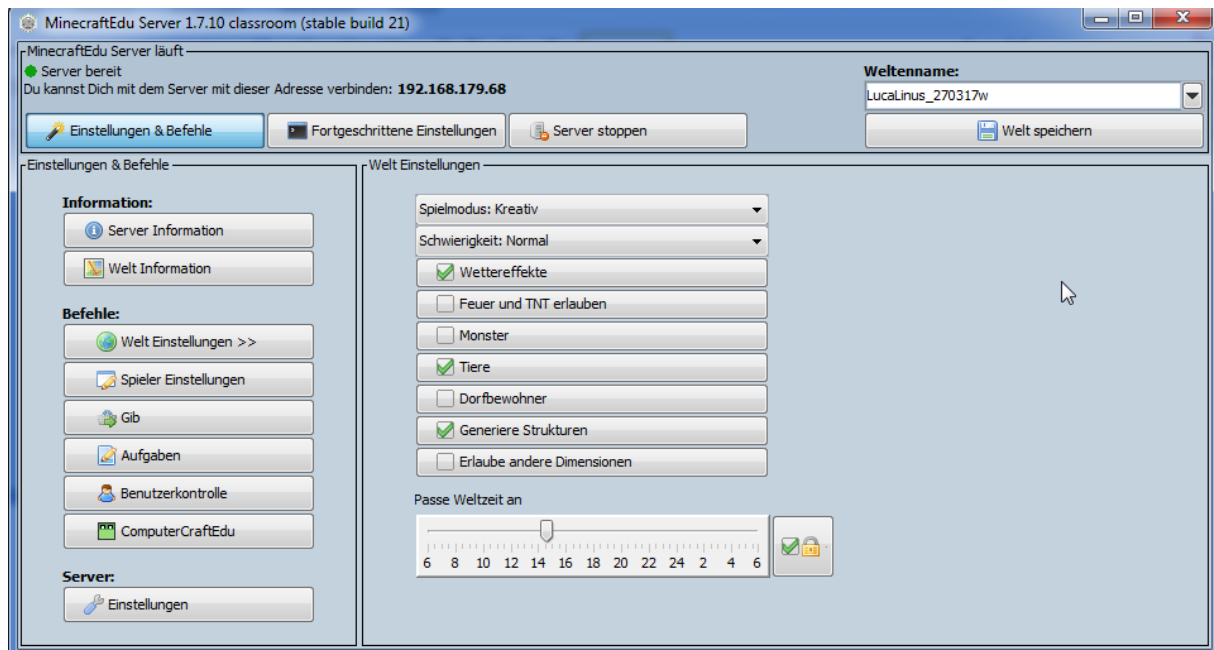 MinecraftEdu Server 1.7.10 classroom (stable build 21)
MinecraftEdu Server läuft
Server bereit
Du kannst Dich mit dem Server mit dieser Adresse verbinden: 192.168.179.68
Weltenname:
LucaLinus_270317w
Einstellungen & Befehle
Fortgeschrittene Einstellungen
Server stoppen
Welt speichern
Einstellungen & Befehle
Information:
Server Information
Welt Information
Befehle:
Welt Einstellungen >>
Spieler Einstellungen
Gib
Aufgaben
Benutzerkontrolle
ComputerCraftEdu
Server:
Einstellungen
Welt Einstellungen
Spielmodus: Kreativ
Schwierigkeit: Normal
Wettereffekte
Feuer und TNT erlauben
Monster
Tiere
Dorfbewohner
Generiere Strukturen
Erlaube andere Dimensionen
Passe Weltzeit an
6 8 10 12 14 16 18 20 22 24 2 4 6